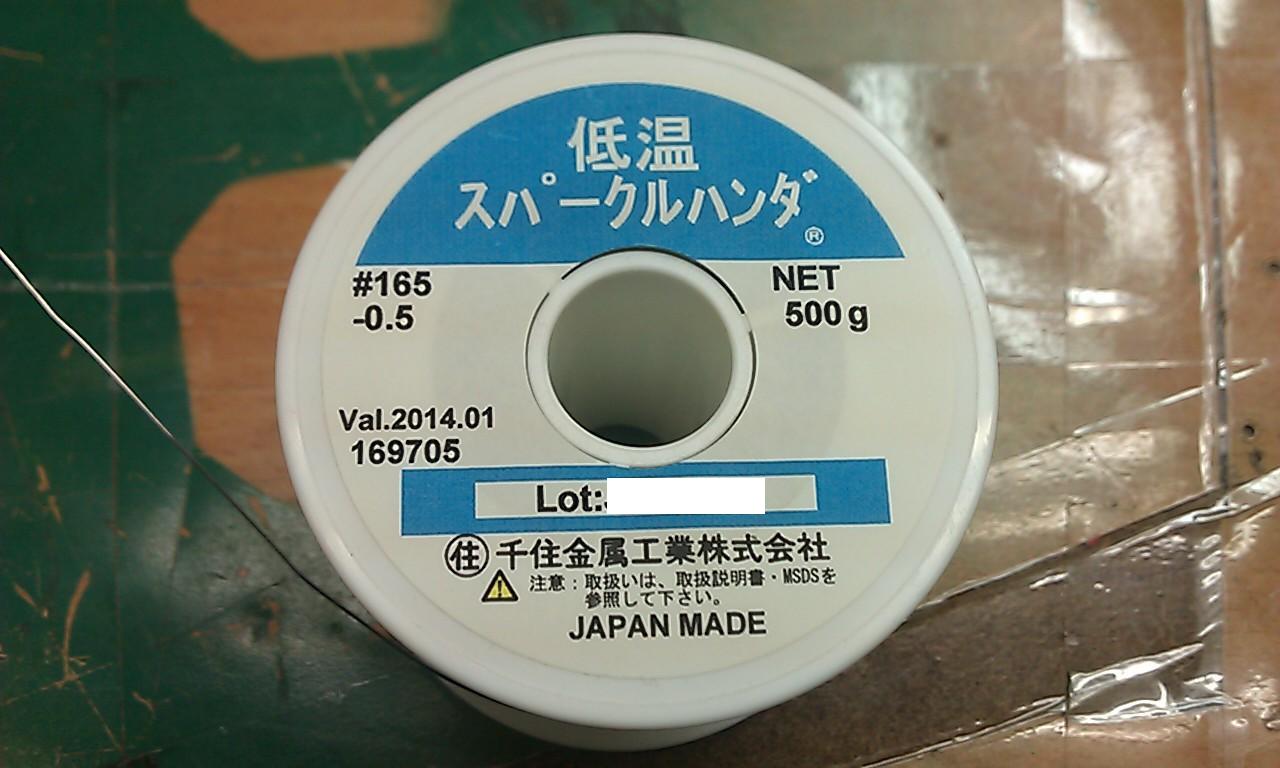 低温
スパークルハンダ®
#165
-0.5
NET
500g
Val.2014.01
169705
Lot:
住 千住金属工業株式会社
注意：取扱いは、取扱説明書・MSDSを
参照して下さい。
JAPAN MADE